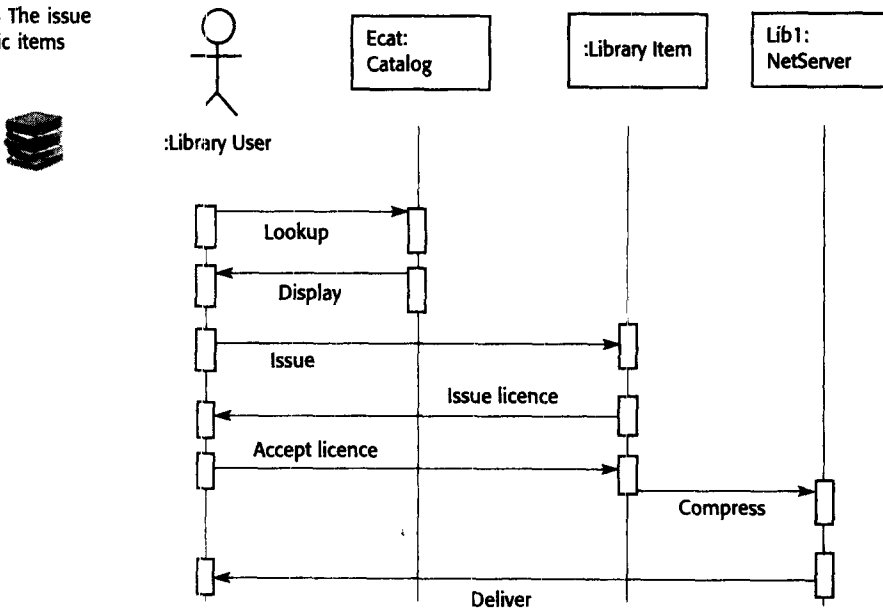 The issue
ic items
Ecat:
Catalog
:Library Item
Lib1:
NetServer
:Library User
Lookup
Display
Issue
Issue licence
Accept licence
Compress
Deliver